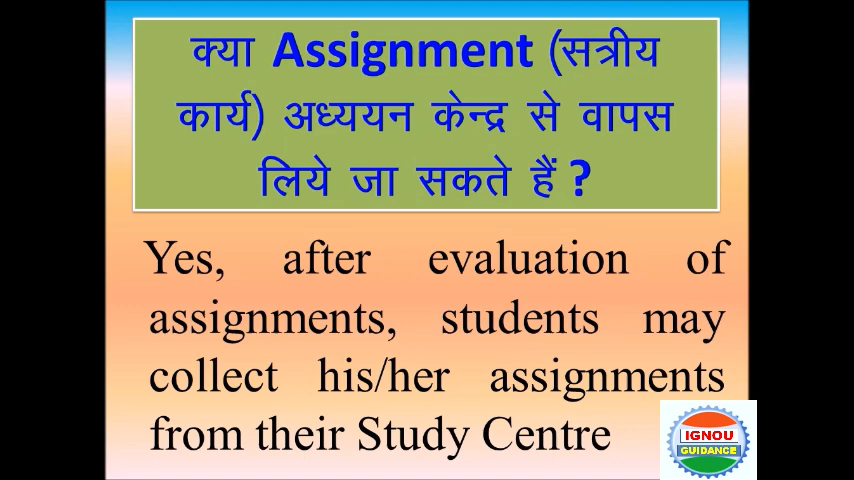 क्या Assignment (सत्रीय
कार्य) अध्ययन केन्द्र से वापस
लिये जा सकते हैं ?
Yes, after evaluation of
assignments, students may
collect his/her assignments
from their Study Centre
IGNOU
GUIDANCE